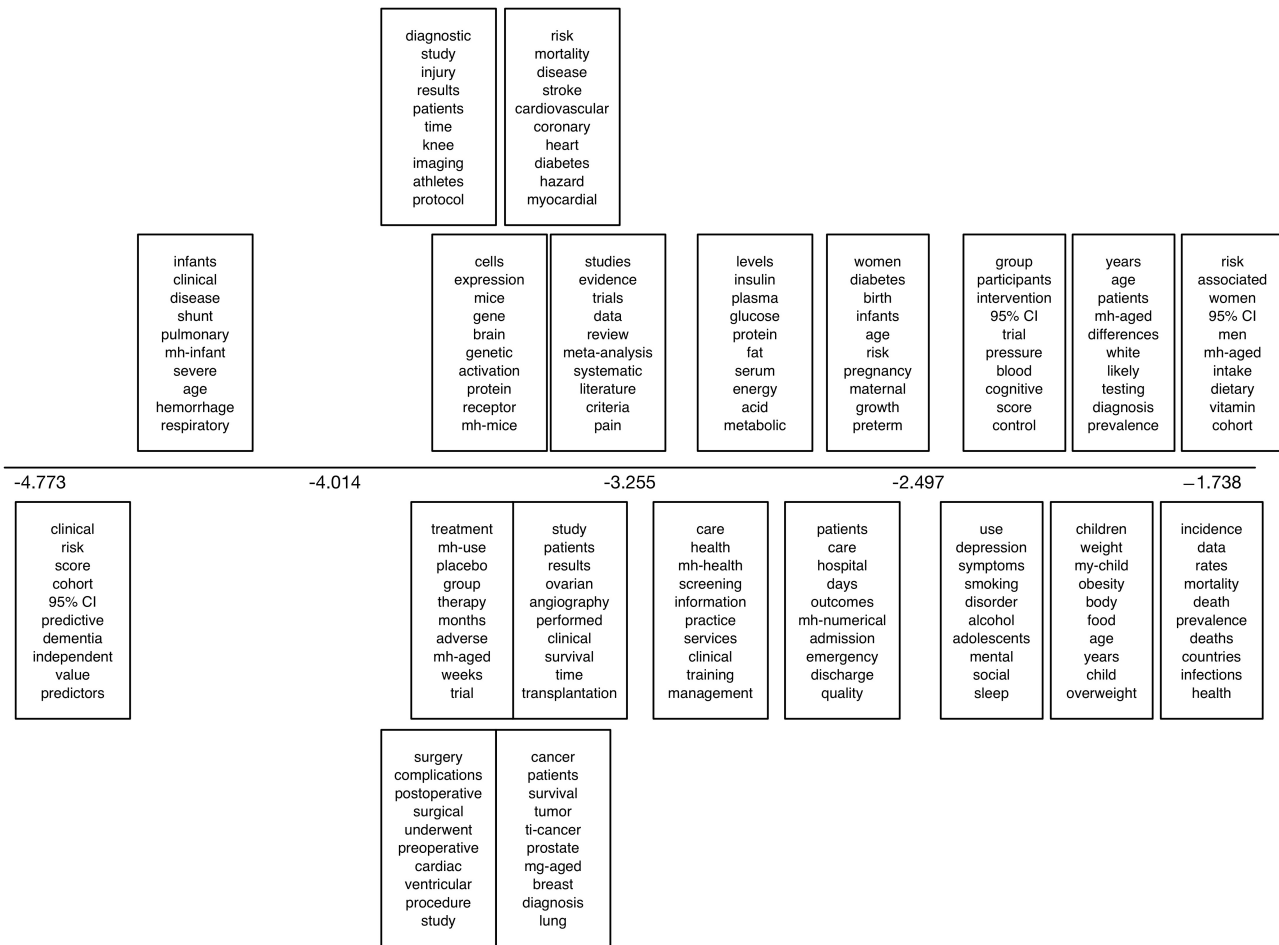 diagnostic
study
injury
results
patients
time
knee
imaging
athletes
protocol
risk
mortality
disease
stroke
cardiovascular
coronary
heart
diabetes
hazard
myocardial
infants
clinical
disease
shunt
pulmonary
mh-infant
severe
age
hemorrhage
respiratory
cells
expression
mice
gene
brain
genetic
activation
protein
receptor
mh-mice
studies
evidence
trials
data
review
meta-analysis
systematic
literature
criteria
pain
levels
insulin
plasma
glucose
protein
fat
serum
energy
acid
metabolic
women
diabetes
birth
infants
age
risk
pregnancy
maternal
growth
preterm
group
participants
intervention
95% CI
trial
pressure
blood
cognitive
score
control
years
age
patients
mh-aged
differences
white
likely
testing
diagnosis
prevalence
risk
associated
women
95% CI
men
mh-aged
intake
dietary
vitamin
cohort
-4.773 -4.014 -3.255 -2.497 −1.738
clinical
risk
score
cohort
95% CI
predictive
dementia
independent
value
predictors
treatment
mh-use
placebo
group
therapy
months
adverse
mh-aged
weeks
trial
study
patients
results
ovarian
angiography
performed
clinical
survival
time
transplantation
care
health
mh-health
screening
information
practice
services
clinical
training
management
patients
care
hospital
days
outcomes
mh-numerical
admission
emergency
discharge
quality
use
depression
symptoms
smoking
disorder
alcohol
adolescents
mental
social
sleep
children
weight
my-child
obesity
body
food
age
years
child
overweight
incidence
data
rates
mortality
death
prevalence
deaths
countries
infections
health
surgery
complications
postoperative
surgical
underwent
preoperative
cardiac
ventricular
procedure
study
cancer
patients
survival
tumor
ti-cancer
prostate
mg-aged
breast
diagnosis
lung